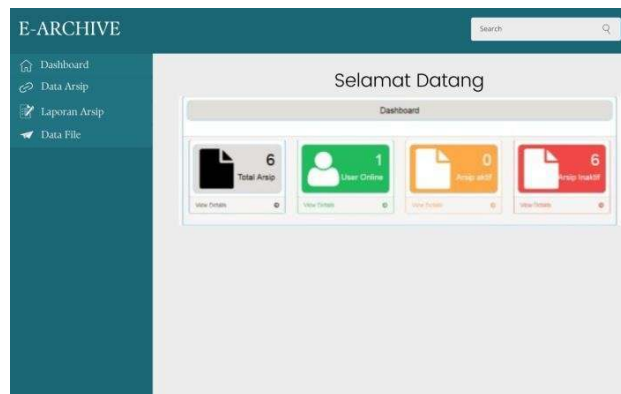 E-ARCHIVE
Search
Dashboard
Data Arsip
Laporan Arsip
Data File
Selamat Datang
Dashboard
6
Total Arsip
View Details
1
User Online
View Details
0
Arsip aktif
View Details
6
Arsip Inaktif
View Details